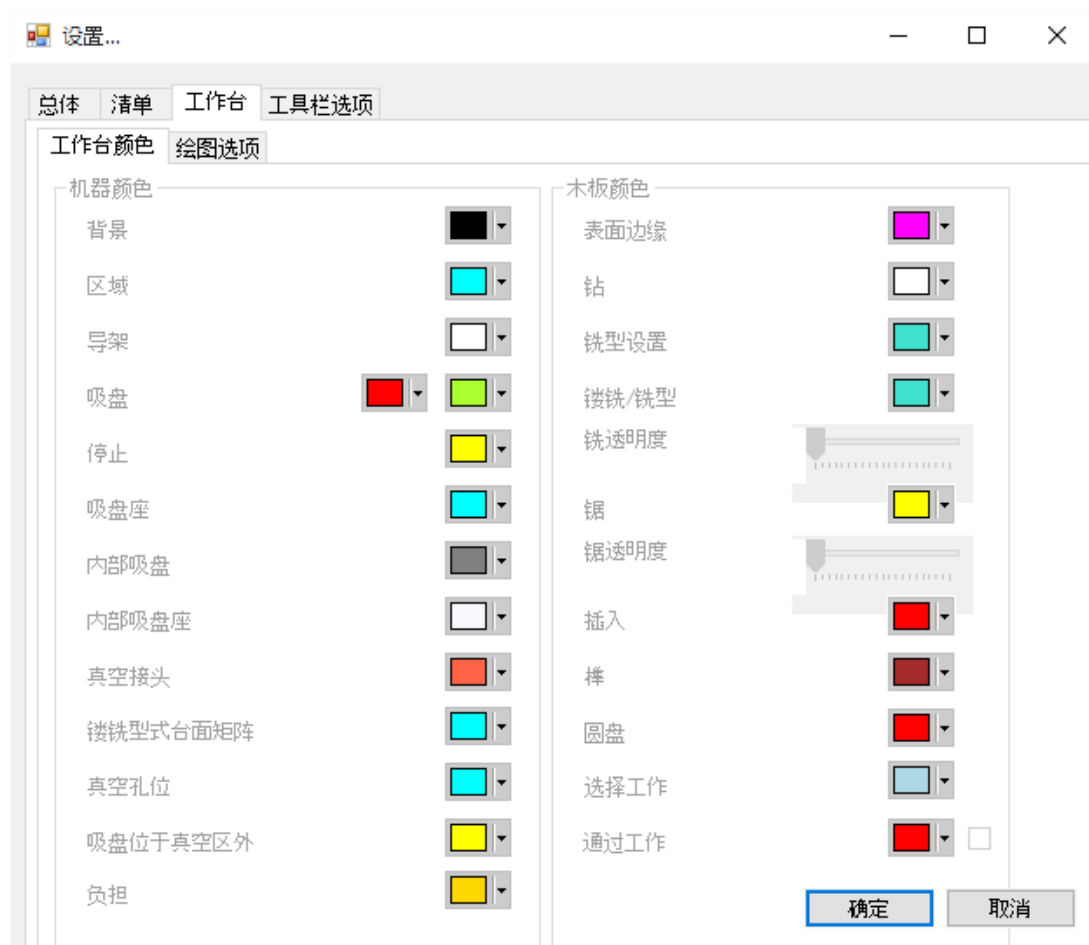 设置...
总体 清单 工作台 工具栏选项
工作台颜色 绘图选项
机器颜色
背景
区域
导架
吸盘
停止
吸盘座
内部吸盘
内部吸盘座
真空接头
镂铣型式台面矩阵
真空孔位
吸盘位于真空区外
负担
木板颜色
表面边缘
钻
铣型设置
镂铣/铣型
铣透明度
锯
锯透明度
插入
榫
圆盘
选择工作
通过工作
确定 取消